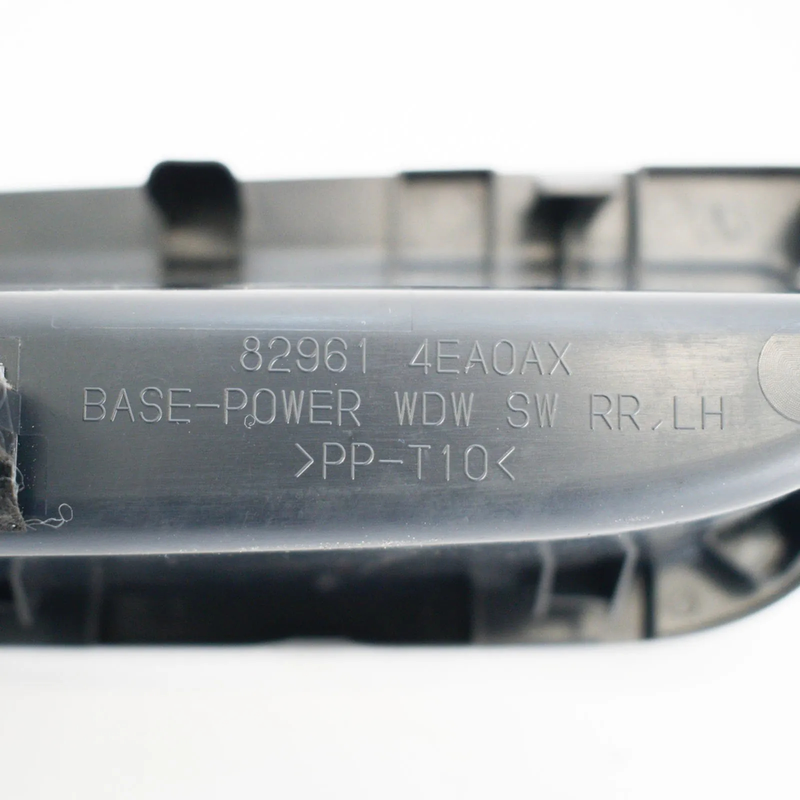 82961 4EA0AX
BASE-POWER WDW SW RR,LH
>PP-T10<